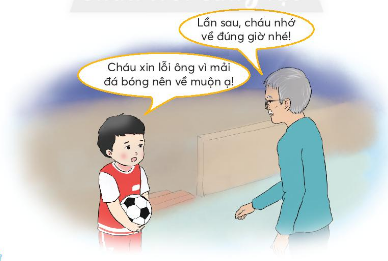 Cháu xin lỗi ông vì mải
đá bóng nên về muộn ạ!
Lần sau, cháu nhớ
về đúng giờ nhé!